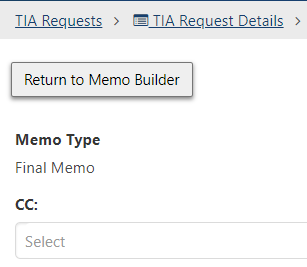 TIA Requests > TIA Request Details >
Return to Memo Builder
Memo Type
Final Memo
CC:
Select